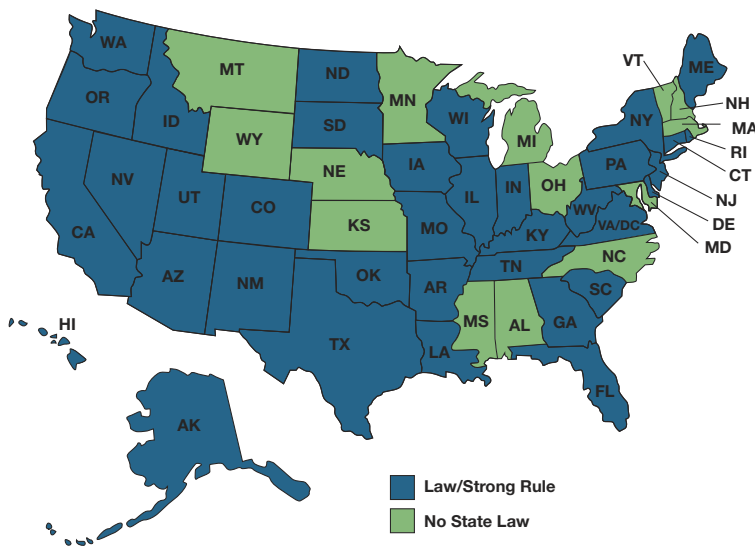 WA
MT
ND
MN
VT
ME
OR
ID
SD
WI
MI
NY
NH
MA
WY
RI
NE
IA
PA
CT
NV
UT
CO
IL
IN
OH
NJ
CA
KS
MO
WV
DE
VA/DC
KY
MD
AZ
NM
OK
AR
TN
NC
SC
HI
MS
AL
GA
TX
LA
FL
AK
Law/Strong Rule
No State Law